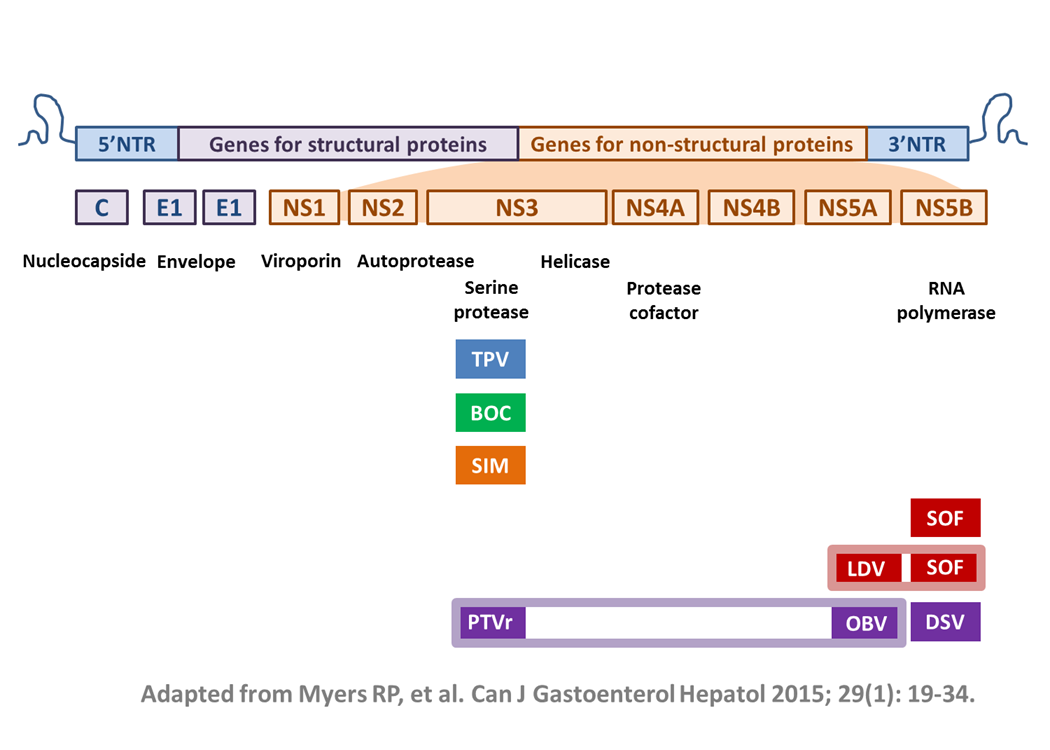 5’NTR Genes for structural proteins Genes for non-structural proteins 3’NTR
C E1 E1 NS1 NS2 NS3 NS4A NS4B NS5A NS5B
Nucleocapside Envelope Viroporin Autoprotease Helicase
Serine protease
Protease cofactor
RNA polymerase
TPV
BOC
SIM
SOF
LDV SOF
PTVr OBV DSV
Adapted from Myers RP, et al. Can J Gastoenterol Hepatol 2015; 29(1): 19-34.